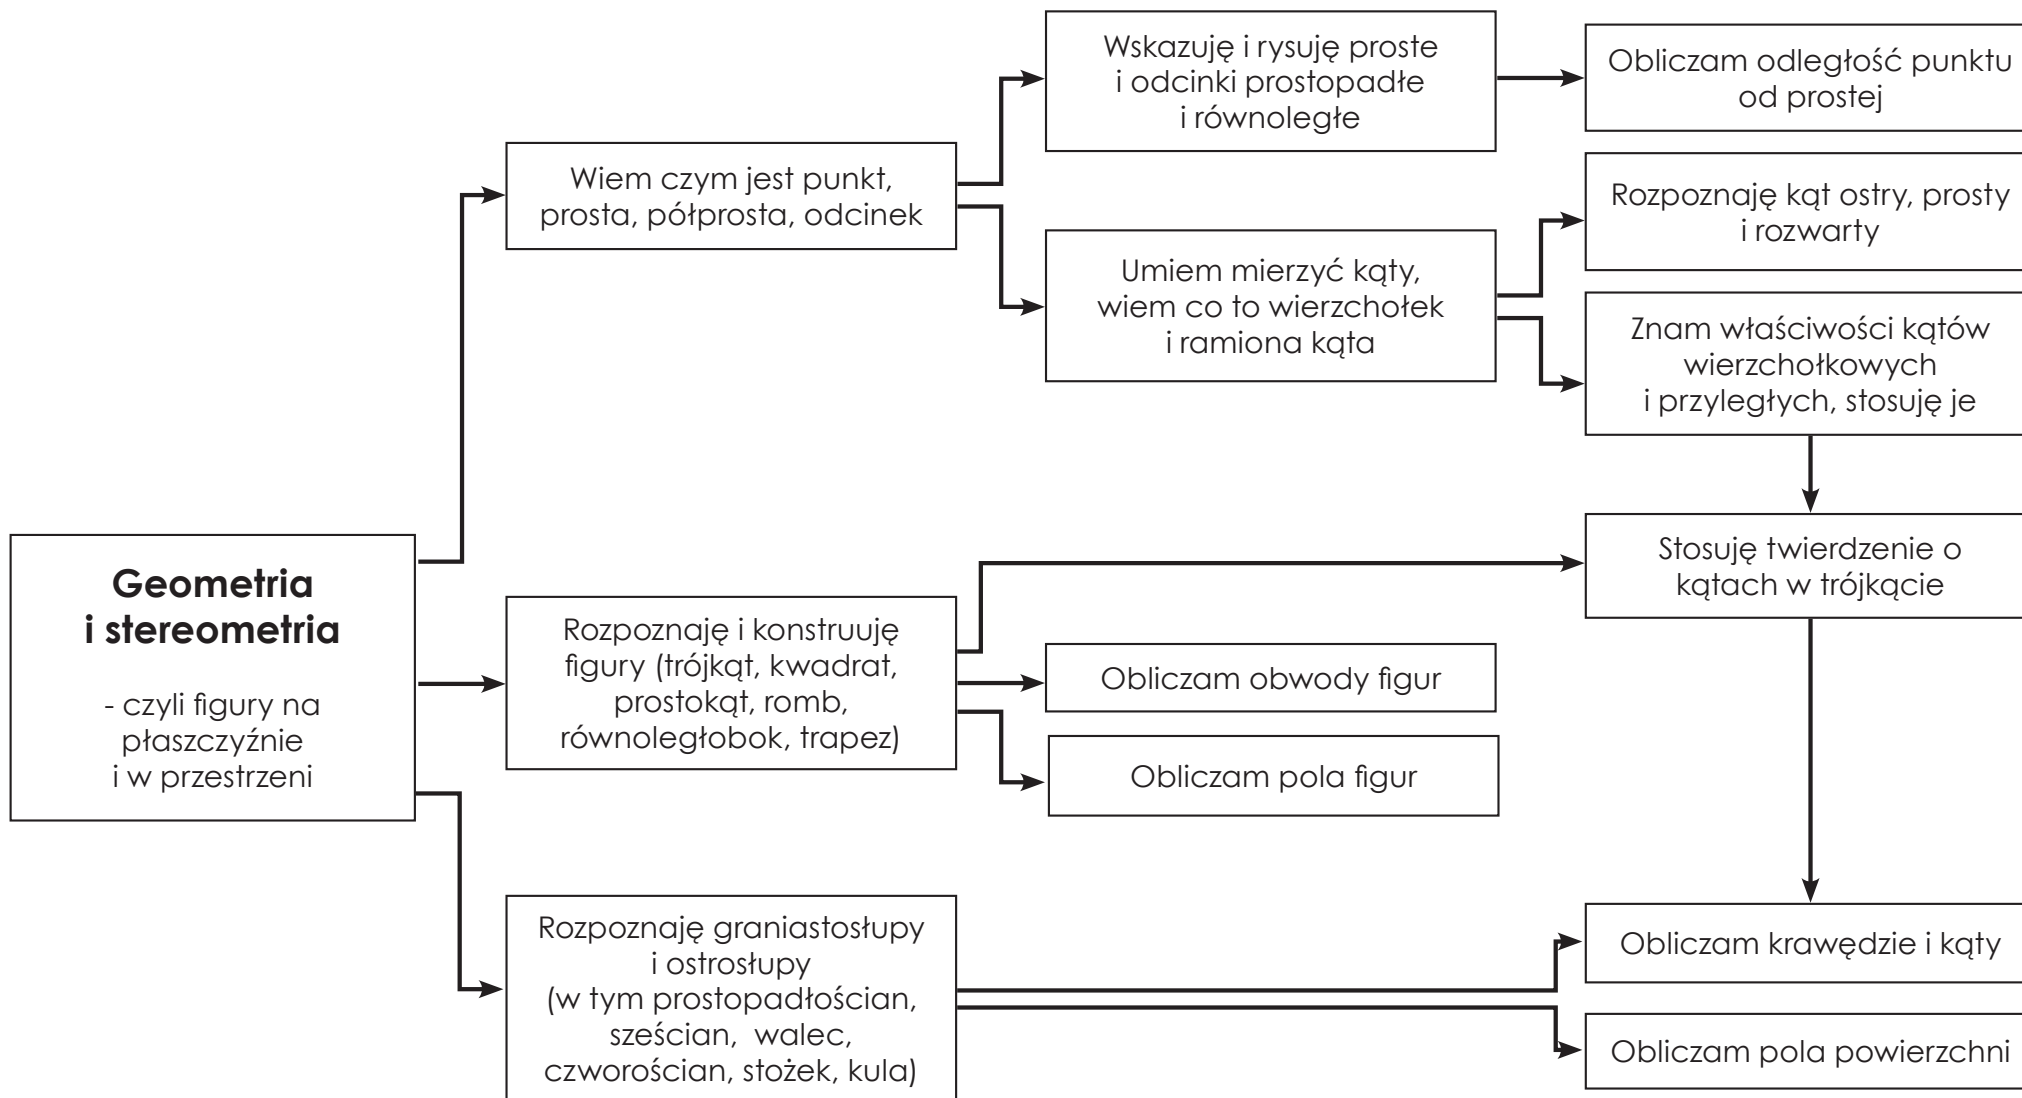 Geometria
i stereometria
- czyli figury na
płaszczyźnie
i w przestrzeni
Wiem czym jest punkt,
prosta, półprosta, odcinek
Wskazuję i rysuję proste
i odcinki prostopadłe
i równoległe
Obliczam odległość punktu
od prostej
Umiem mierzyć kąty,
wiem co to wierzchołek
i ramiona kąta
Rozpoznaję kąt ostry, prosty
i rozwarty
Znam właściwości kątów
wierzchołkowych
i przyległych, stosuję je
Stosuję twierdzenie o
kątach w trójkącie
Rozpoznaję i konstruuję
figury (trójkąt, kwadrat,
prostokąt, romb,
równoległobok, trapez)
Obliczam obwody figur
Obliczam pola figur
Rozpoznaję graniastosłupy
i ostrosłupy
(w tym prostopadłościan,
sześcian, walec,
czworościan, stożek, kula)
Obliczam krawędzie i kąty
Obliczam pola powierzchni